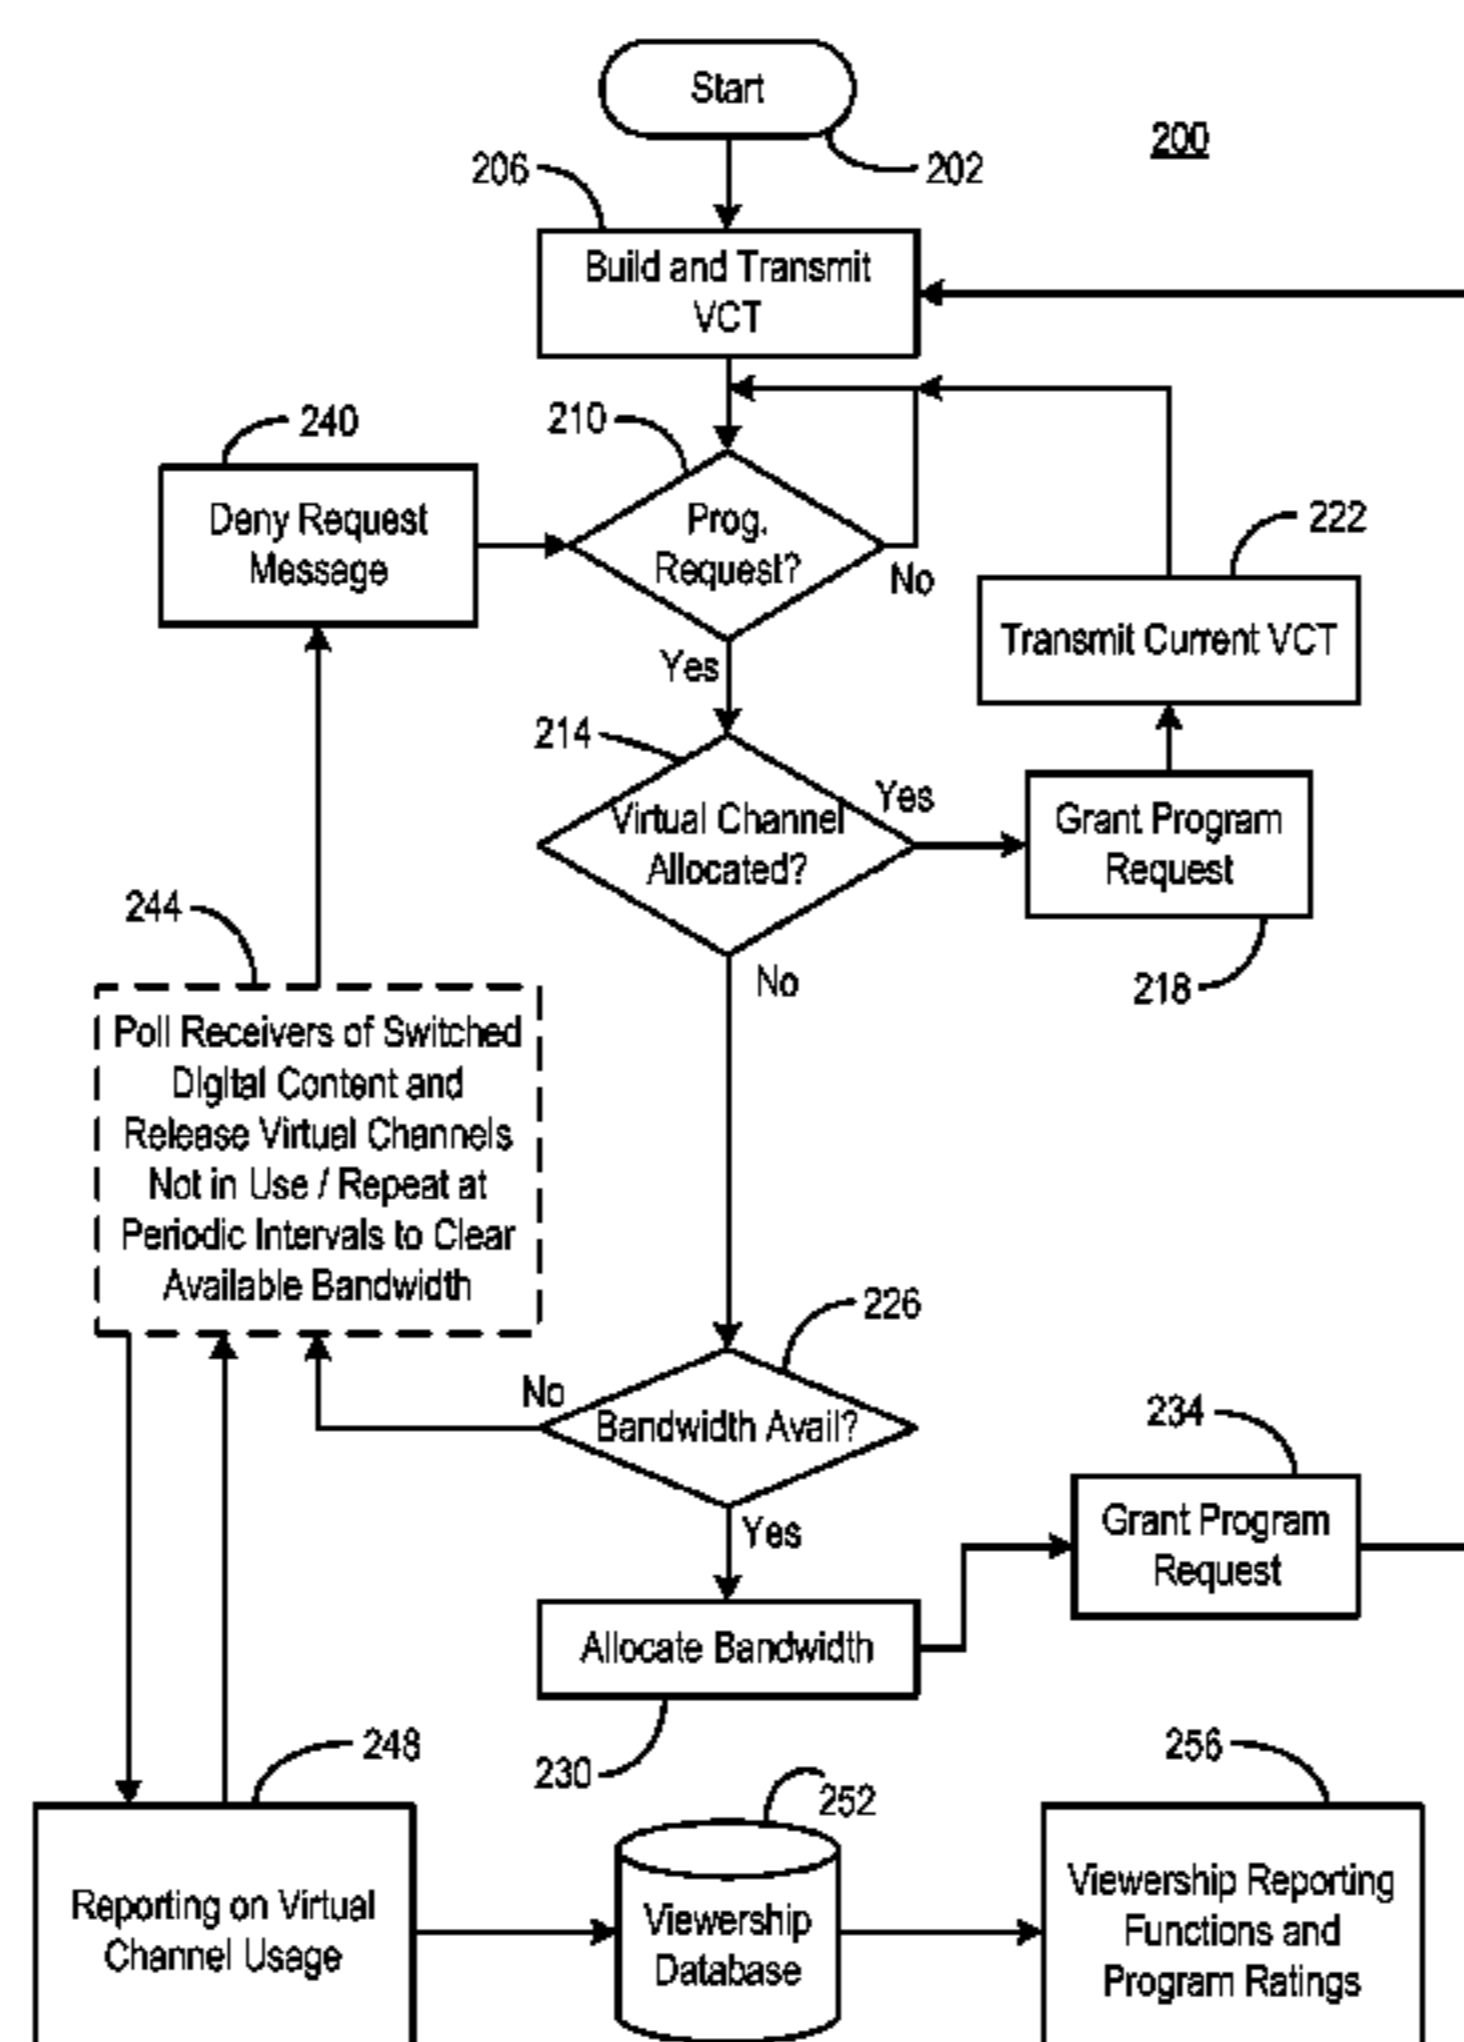 Start
200
202
206
Build and Transmit
VCT
240
210
Deny Request
Message
Prog.
Request?
No
222
Transmit Current VCT
Yes
214
Virtual Channel
Allocated?
Yes
Grant Program
Request
218
No
244
Poll Receivers of Switched
Digital Content and
Release Virtual Channels
Not in Use / Repeat at
Periodic Intervals to Clear
Available Bandwidth
226
No
Bandwidth Avail?
234
Grant Program
Request
Yes
Allocate Bandwidth
230
248
252
256
Reporting on Virtual
Channel Usage
Viewership
Database
Viewership Reporting
Functions and
Program Ratings